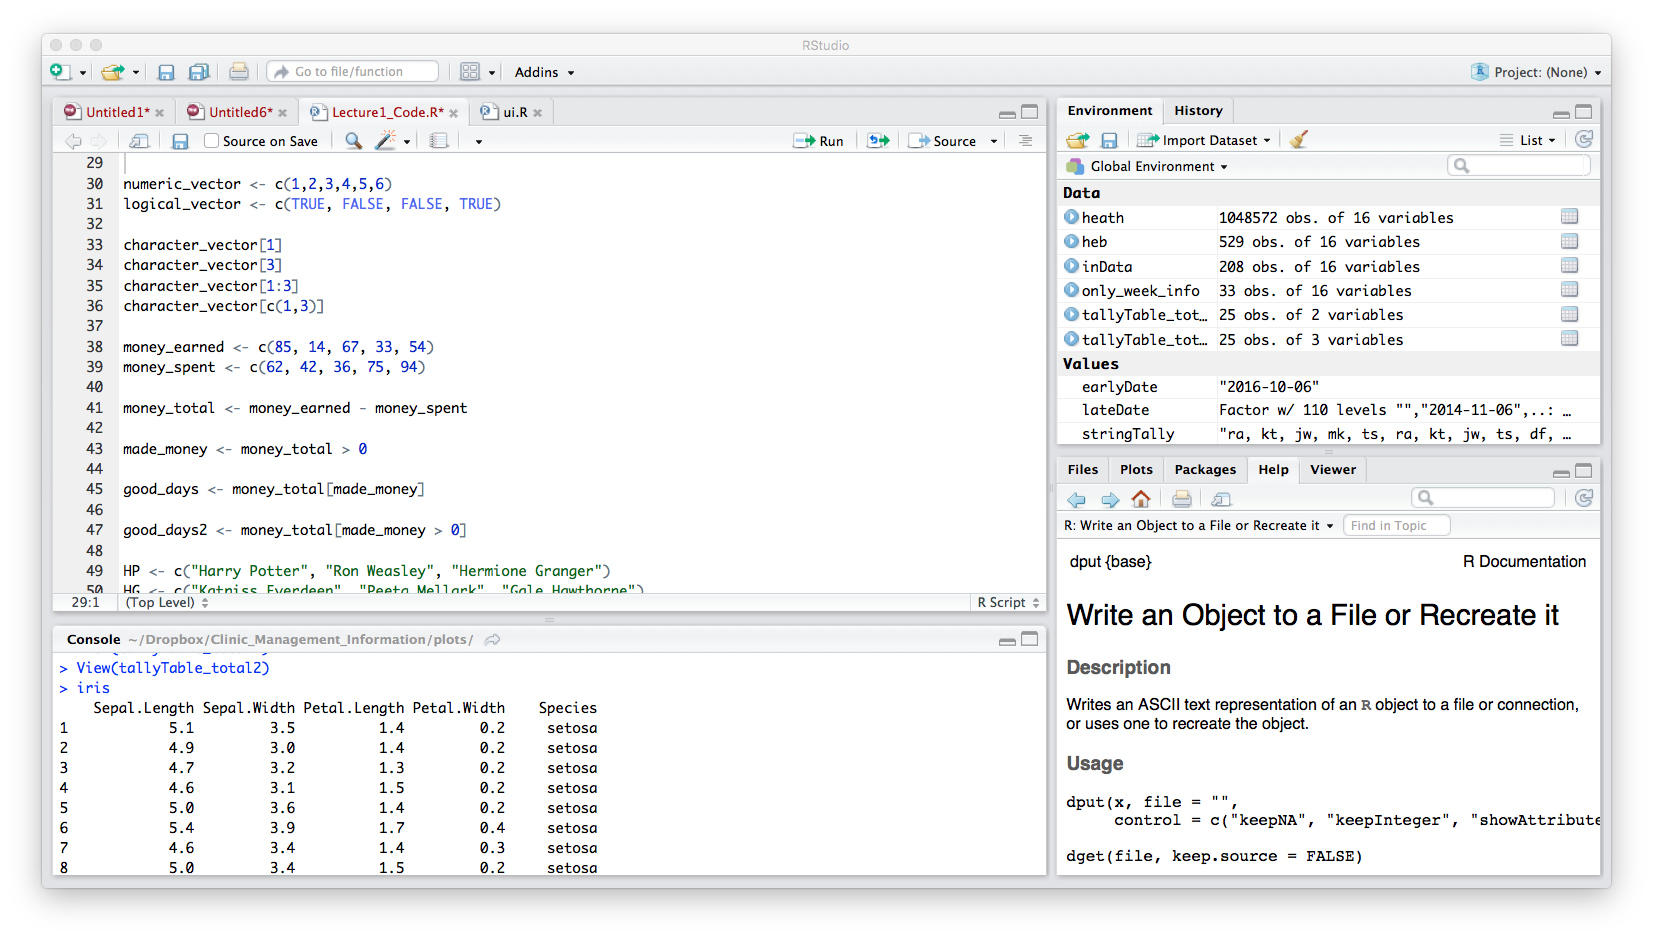 RStudio
Go to file/function
Addins
Project: (None)
Untitled1*
Untitled6*
Lecture1_Code.R*
ui.R
Source on Save
Run
Source
29
30 numeric_vector <- c(1,2,3,4,5,6)
31 logical_vector <- c(TRUE, FALSE, FALSE, TRUE)
32
33 character_vector[1]
34 character_vector[3]
35 character_vector[1:3]
36 character_vector[c(1,3)]
37
38 money_earned <- c(85, 14, 67, 33, 54)
39 money_spent <- c(62, 42, 36, 75, 94)
40
41 money_total <- money_earned - money_spent
42
43 made_money <- money_total > 0
44
45 good_days <- money_total[made_money]
46
47 good_days2 <- money_total[made_money > 0]
48
49 HP <- c("Harry Potter", "Ron Weasley", "Hermione Granger")
50 HG <- c("Katniss Everdeen", "Peeta Mellark", "Gale Hawthorne")
29:1 (Top Level) R Script
Console ~/Dropbox/Clinic_Management_Information/plots/
> View(tallyTable_total2)
> iris
Sepal.Length Sepal.Width Petal.Length Petal.Width Species
1 5.1 3.5 1.4 0.2 setosa
2 4.9 3.0 1.4 0.2 setosa
3 4.7 3.2 1.3 0.2 setosa
4 4.6 3.1 1.5 0.2 setosa
5 5.0 3.6 1.4 0.2 setosa
6 5.4 3.9 1.7 0.4 setosa
7 4.6 3.4 1.4 0.3 setosa
8 5.0 3.4 1.5 0.2 setosa
Environment History
Import Dataset
List
Global Environment
Data
heath 1048572 obs. of 16 variables
heb 529 obs. of 16 variables
inData 208 obs. of 16 variables
only_week_info 33 obs. of 16 variables
tallyTable_tot… 25 obs. of 2 variables
tallyTable_tot… 25 obs. of 3 variables
Values
earlyDate "2016-10-06"
lateDate Factor w/ 110 levels "","2014-11-06",..: …
stringTally "ra, kt, jw, mk, ts, ra, kt, jw, ts, df, …
Files Plots Packages Help Viewer
R: Write an Object to a File or Recreate it
Find in Topic
dput {base} R Documentation
Write an Object to a File or Recreate it
Description
Writes an ASCII text representation of an R object to a file or connection,
or uses one to recreate the object.
Usage
dput(x, file = "",
control = c("keepNA", "keepInteger", "showAttribute
dget(file, keep.source = FALSE)